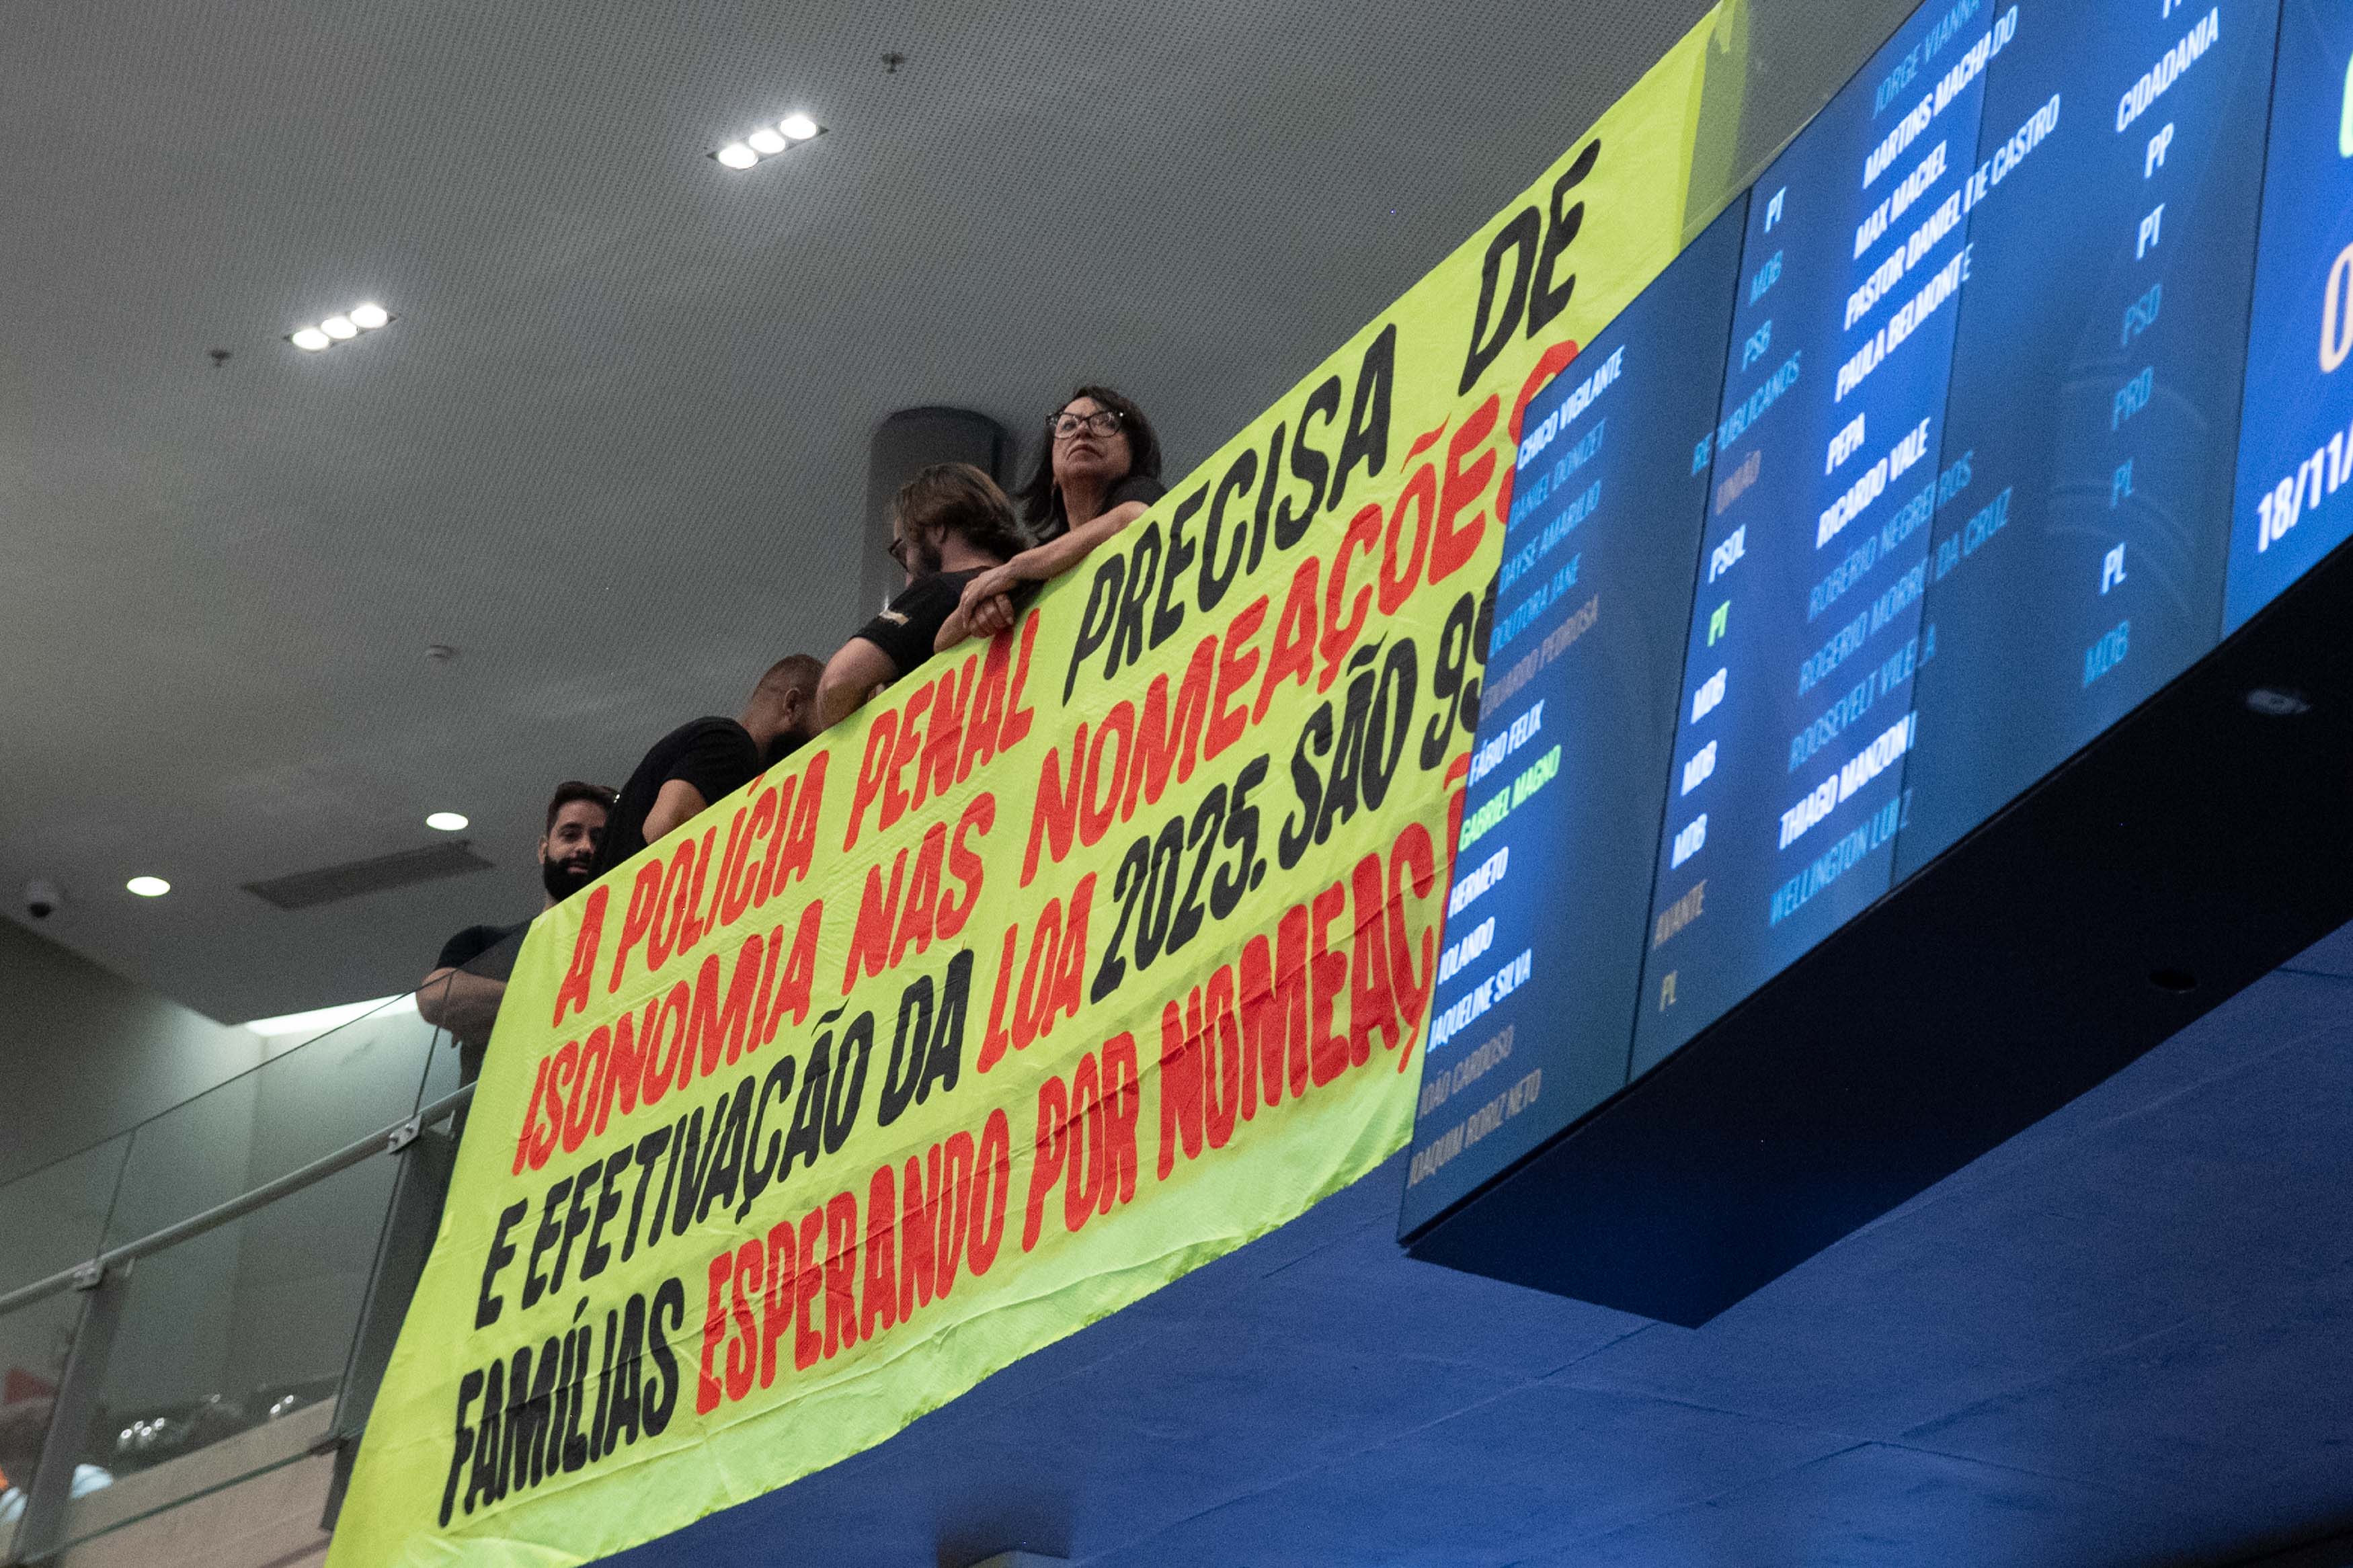 A POLÍCIA PENAL PRECISA DE
ISONOMIA NAS NOMEAÇÕES
E EFETIVAÇÃO DA LOA 2025. SÃO 99
FAMÍLIAS ESPERANDO POR NOMEAÇ
CHICO VIGILANTE PT
DANIEL DONIZET MDB
DAYSE AMARILIO PSB
DOUTORA JANE REPUBLICANOS
EDUARDO PEDROSA UNIÃO
FÁBIO FELIX PSOL
GABRIEL MAGNO PT
HERMETO MDB
IOLANDO MDB
JAQUELINE SILVA MDB
JOÃO CARDOSO AVANTE
JOAQUIM RORIZ NETO PL
JORGE VIANNA
MARTINS MACHADO
MAX MACIEL
PASTOR DANIEL DE CASTRO
PAULA BELMONTE CIDADANIA
PEPA PP
RICARDO VALE PT
ROBERIO NEGREIROS PSD
ROGERIO MORRO DA CRUZ PRD
ROOSEVELT VILELA PL
THIAGO MANZONI PL
WELLINGTON LUIZ MDB
18/11/